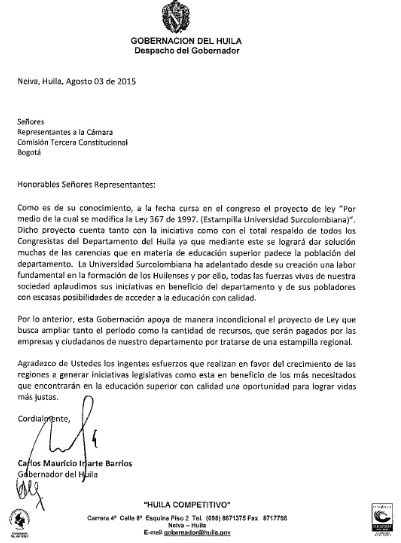 GOBERNACION DEL HUILA
Despacho del Gobernador
Neiva, Huila, Agosto 03 de 2015
Señores
Representantes a la Cámara
Comisión Tercera Constitucional
Bogotá
Honorables Señores Representantes:
Como es de su conocimiento, a la fecha cursa en el congreso el proyecto de ley "Por
medio de la cual se modifica la Ley 367 de 1997. (Estampilla Universidad Surcolombiana)".
Dicho proyecto cuenta tanto con la iniciativa como con el total respaldo de todos los
Congresistas del Departamento del Huila ya que mediante este se logrará dar solución
muchas de las carencias que en materia de educación superior padece la población del
departamento. La Universidad Surcolombiana ha adelantado desde su creación una labor
fundamental en la formación de los Huilenses y por ello, todas las fuerzas vivas de nuestra
sociedad aplaudimos sus iniciativas en beneficio del departamento y de sus pobladores
con escasas posibilidades de acceder a la educación con calidad.
Por lo anterior, esta Gobernación apoya de manera incondicional el proyecto de Ley que
busca ampliar tanto el periodo como la cantidad de recursos, que serán pagados por las
empresas y ciudadanos de nuestro departamento por tratarse de una estampilla regional.
Agradezco de Ustedes los ingentes esfuerzos que realizan en favor del crecimiento de las
regiones a generar iniciativas legislativas como esta en beneficio de los más necesitados
que encontrarán en la educación superior con calidad una oportunidad para lograr vidas
más justas.
Cordialmente,
Carlos Mauricio Iriarte Barrios
Gobernador del Huila
"HUILA COMPETITIVO"
Carrera 4ª Calle 8ª Esquina Piso 2 Tel. (098) 8671375 Fax 8717756
Neiva – Huila
E-mail gobernador@huila.gov